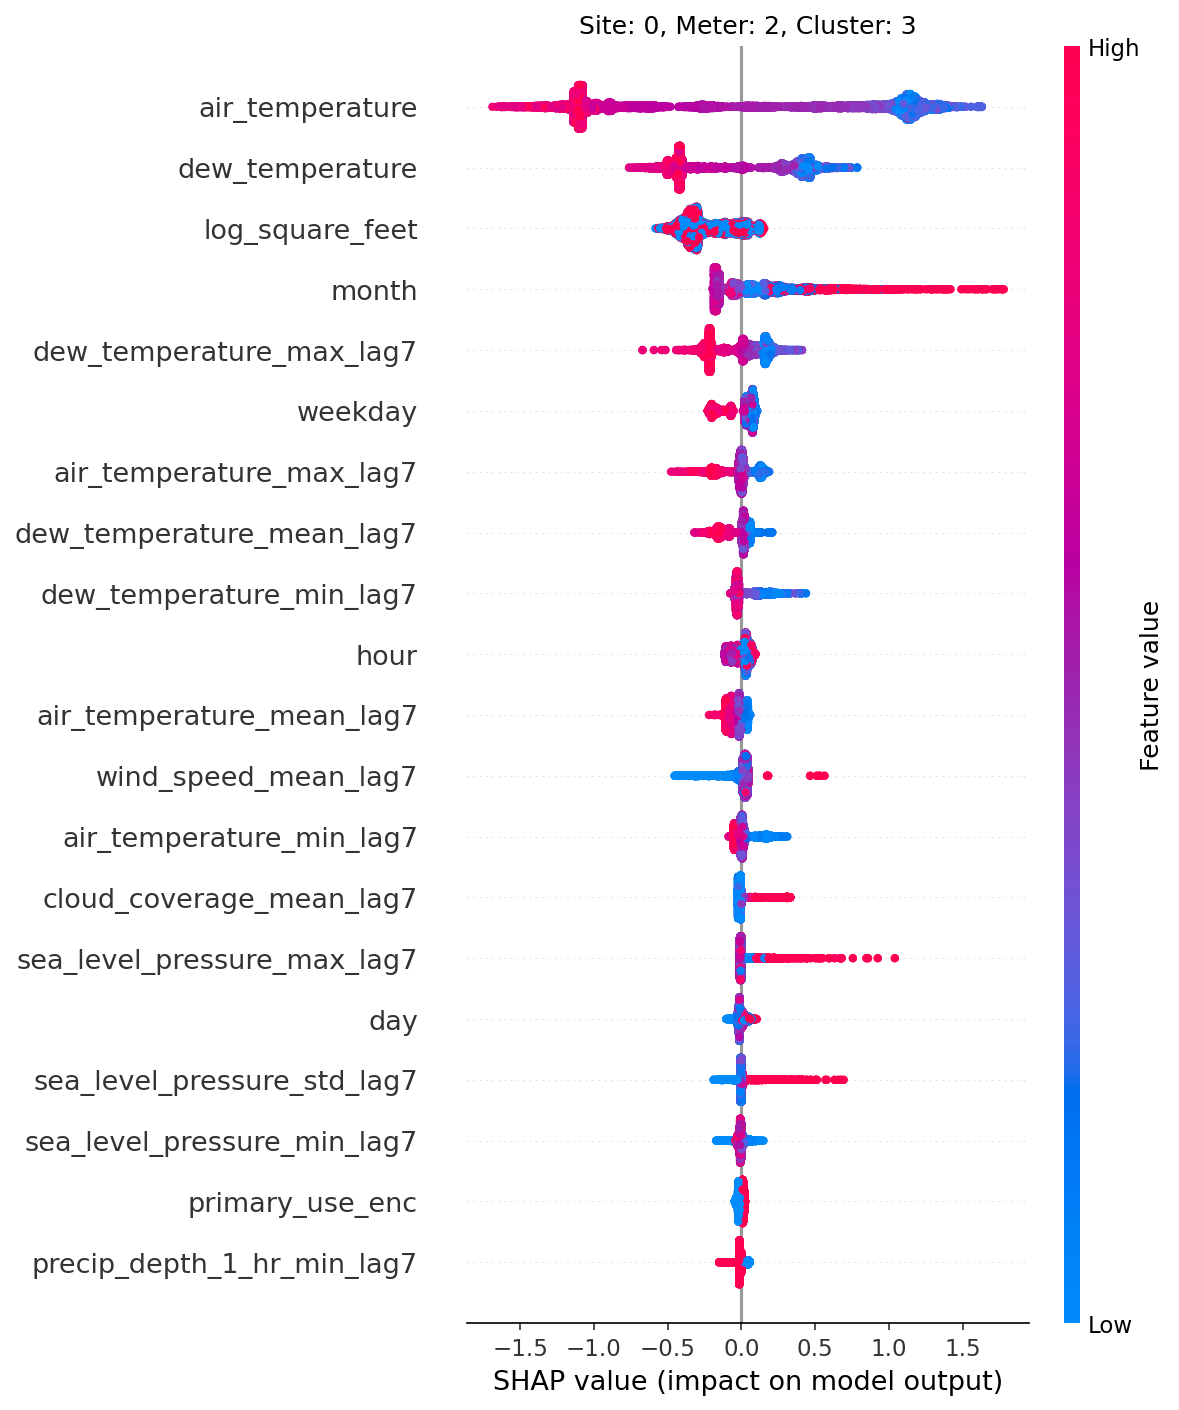 Site: 0, Meter: 2, Cluster: 3
High
air_temperature
dew_temperature
log_square_feet
month
dew_temperature_max_lag7
weekday
air_temperature_max_lag7
dew_temperature_mean_lag7
dew_temperature_min_lag7
hour
air_temperature_mean_lag7
wind_speed_mean_lag7
air_temperature_min_lag7
cloud_coverage_mean_lag7
sea_level_pressure_max_lag7
day
sea_level_pressure_std_lag7
sea_level_pressure_min_lag7
primary_use_enc
precip_depth_1_hr_min_lag7
Feature value
Low
−1.5 −1.0 −0.5 0.0 0.5 1.0 1.5
SHAP value (impact on model output)